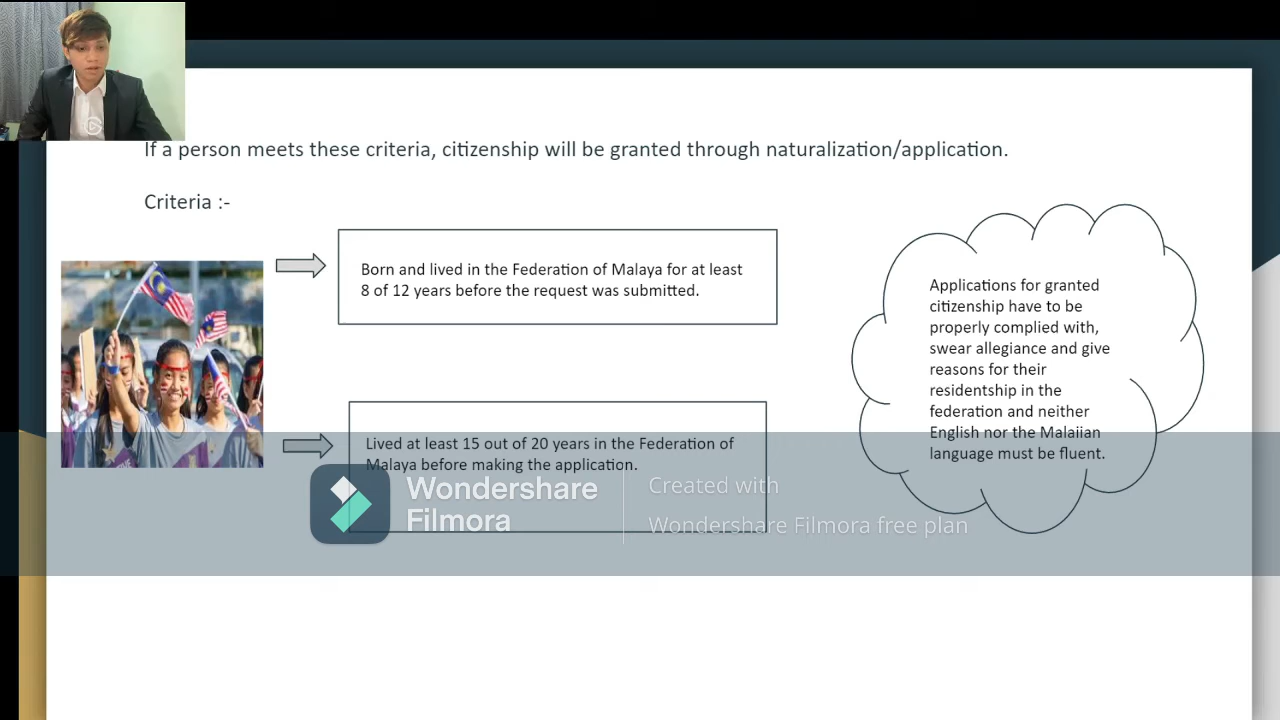 If a person meets these criteria, citizenship will be granted through naturalization/application.
Criteria :-
Born and lived in the Federation of Malaya for at least
8 of 12 years before the request was submitted.
Lived at least 15 out of 20 years in the Federation of
Malaya before making the application.
Applications for granted
citizenship have to be
properly complied with,
swear allegiance and give
reasons for their
residentship in the
federation and neither
English nor the Malaiian
language must be fluent.
Wondershare
Filmora
Created with
Wondershare Filmora free plan